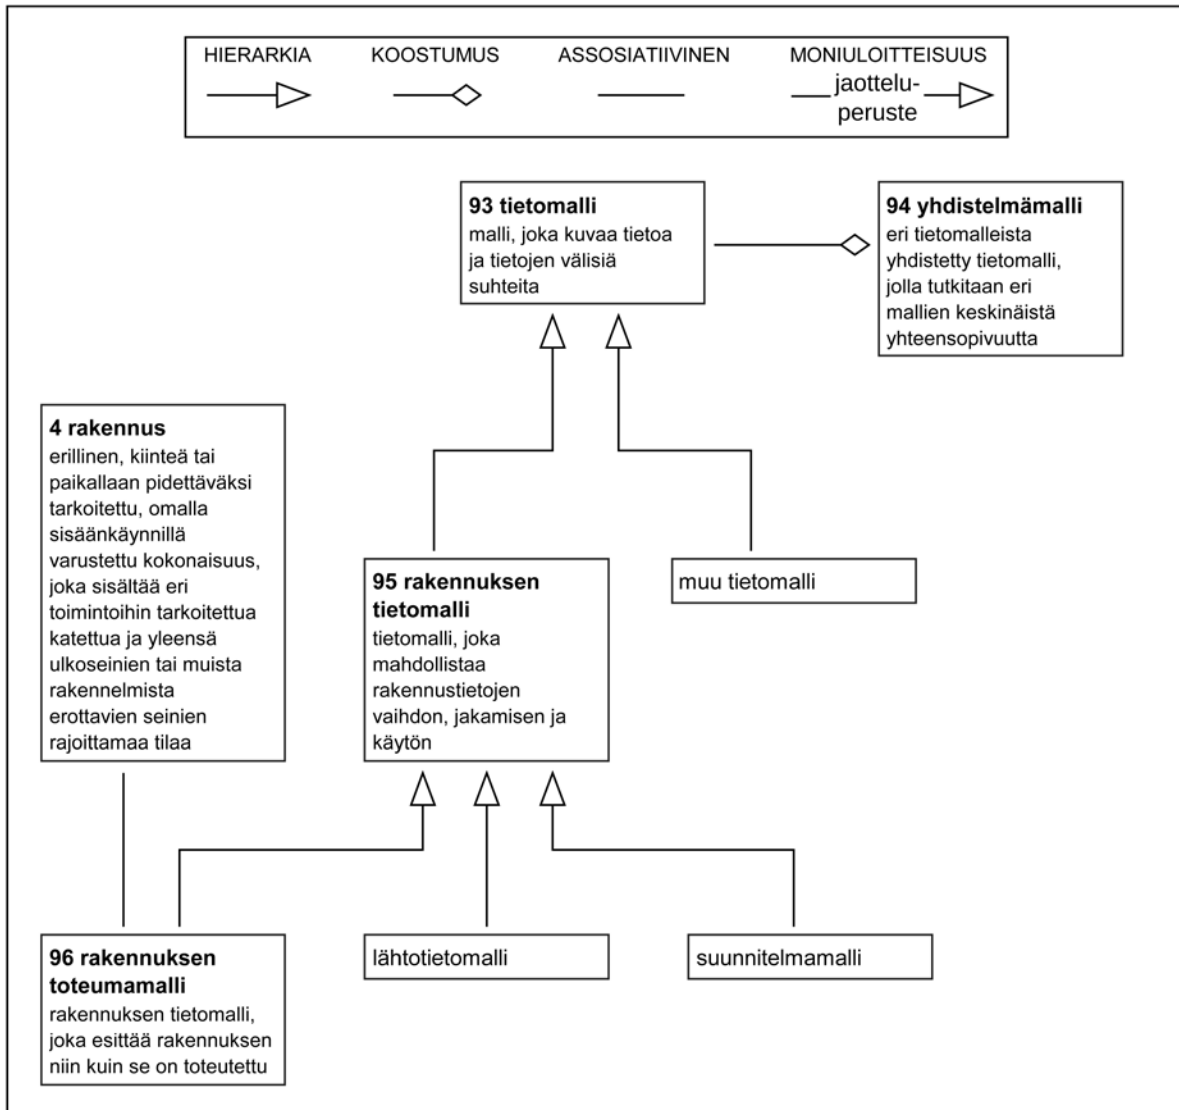 HIERARKIA
KOOSTUMUS
ASSOSIATIIVINEN
MONIULOITTEISUUS
jaottelu-
peruste
93 tietomalli
malli, joka kuvaa tietoa
ja tietojen välisiä
suhteita
94 yhdistelmämalli
eri tietomalleista
yhdistetty tietomalli,
jolla tutkitaan eri
mallien keskinäistä
yhteensopivuutta
4 rakennus
erillinen, kiinteä tai
paikallaan pidettäväksi
tarkoitettu, omalla
sisäänkäynnillä
varustettu kokonaisuus,
joka sisältää eri
toimintoihin tarkoitettua
katettua ja yleensä
ulkoseinien tai muista
rakennelmista
erottavien seinien
rajoittamaa tilaa
95 rakennuksen
tietomalli
tietomalli, joka
mahdollistaa
rakennustietojen
vaihdon, jakamisen ja
käytön
muu tietomalli
96 rakennuksen
toteumamalli
rakennuksen tietomalli,
joka esittää rakennuksen
niin kuin se on toteutettu
lähtotietomalli
suunnitelmamalli